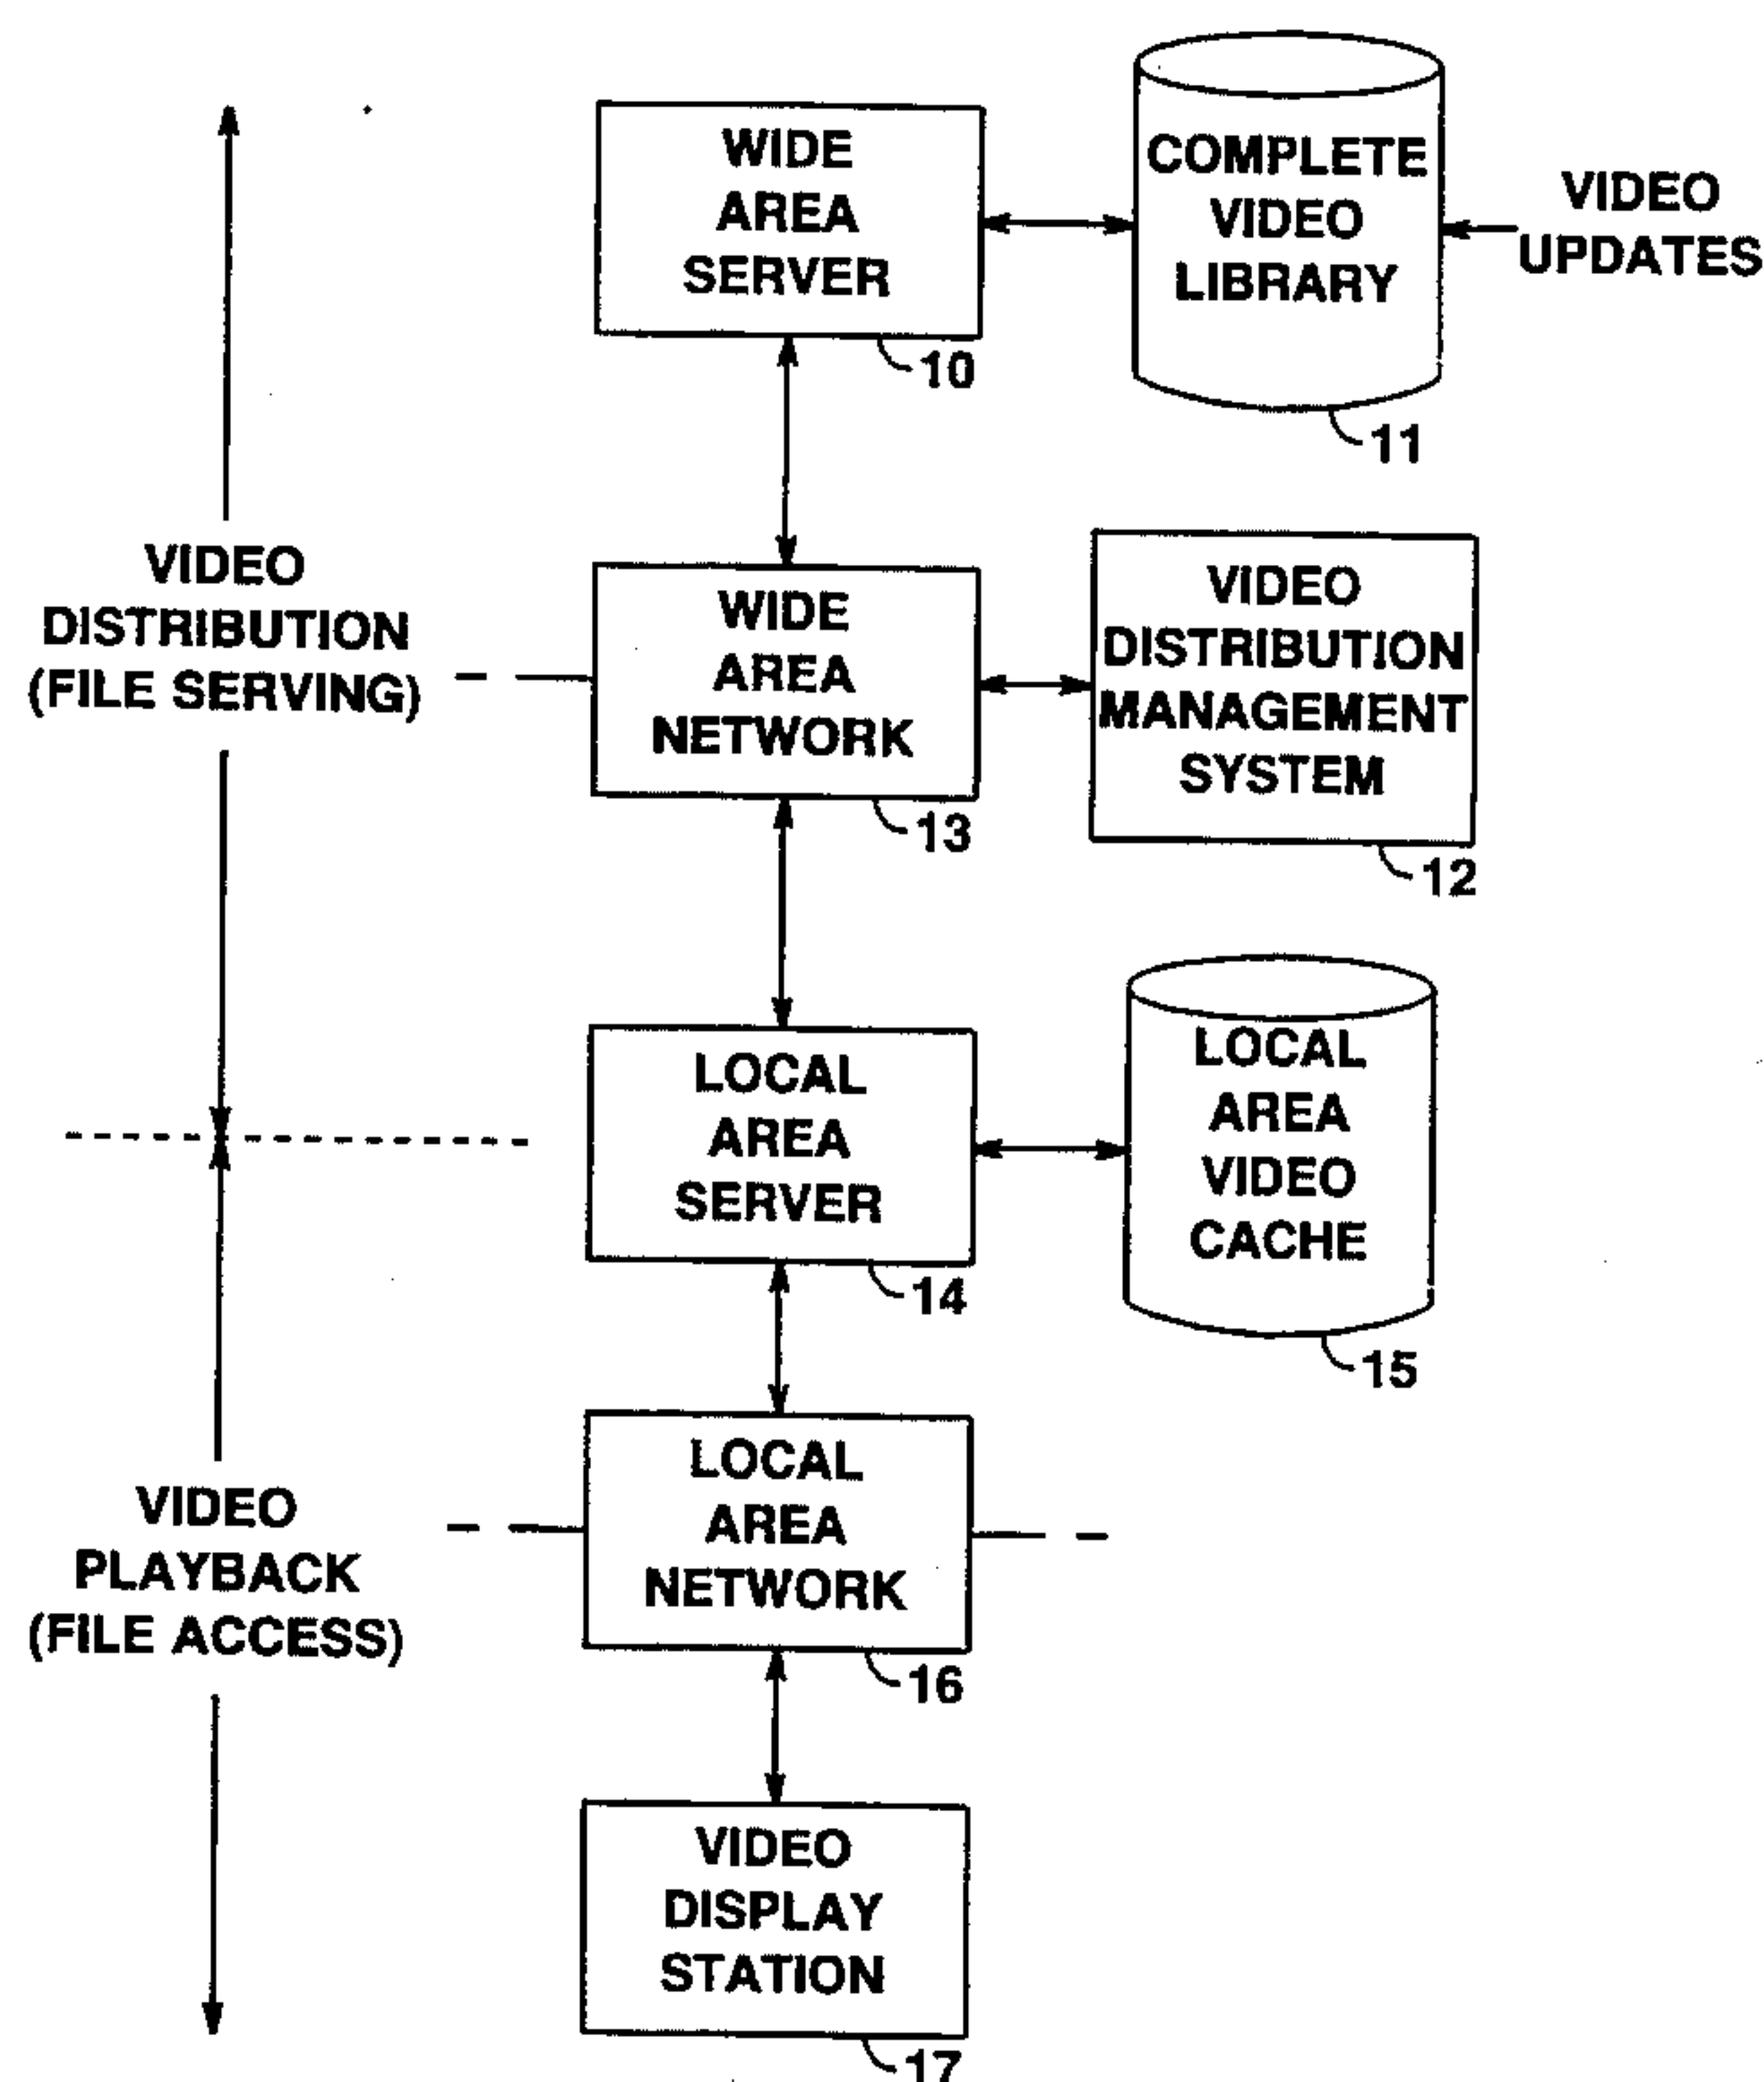 WIDE
AREA
SERVER
10
COMPLETE
VIDEO
LIBRARY
11
VIDEO
UPDATES
VIDEO
DISTRIBUTION
(FILE SERVING)
WIDE
AREA
NETWORK
13
VIDEO
DISTRIBUTION
MANAGEMENT
SYSTEM
12
LOCAL
AREA
SERVER
14
LOCAL
AREA
VIDEO
CACHE
15
VIDEO
PLAYBACK
(FILE ACCESS)
LOCAL
AREA
NETWORK
16
VIDEO
DISPLAY
STATION
17